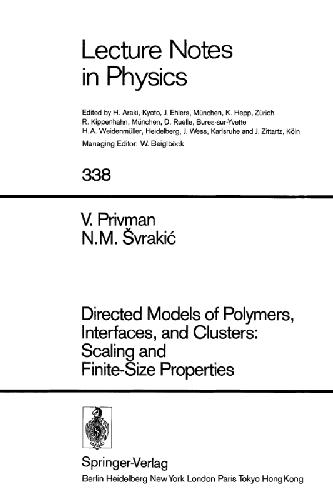 Lecture Notes
in Physics
Edited by H. Araki, Kyoto, J. Ehlers, München, K. Hepp, Zürich
R. Kippenhahn, München, D. Ruelle, Bures-sur-Yvette
H.A. Weidenmüller, Heidelberg, J. Wess, Karlsruhe and J. Zittartz, Köln
Managing Editor: W. Beiglböck
338
V. Privman
N.M. Švrakić
Directed Models of Polymers,
Interfaces, and Clusters:
Scaling and
Finite-Size Properties
Springer-Verlag
Berlin Heidelberg New York London Paris Tokyo Hong Kong